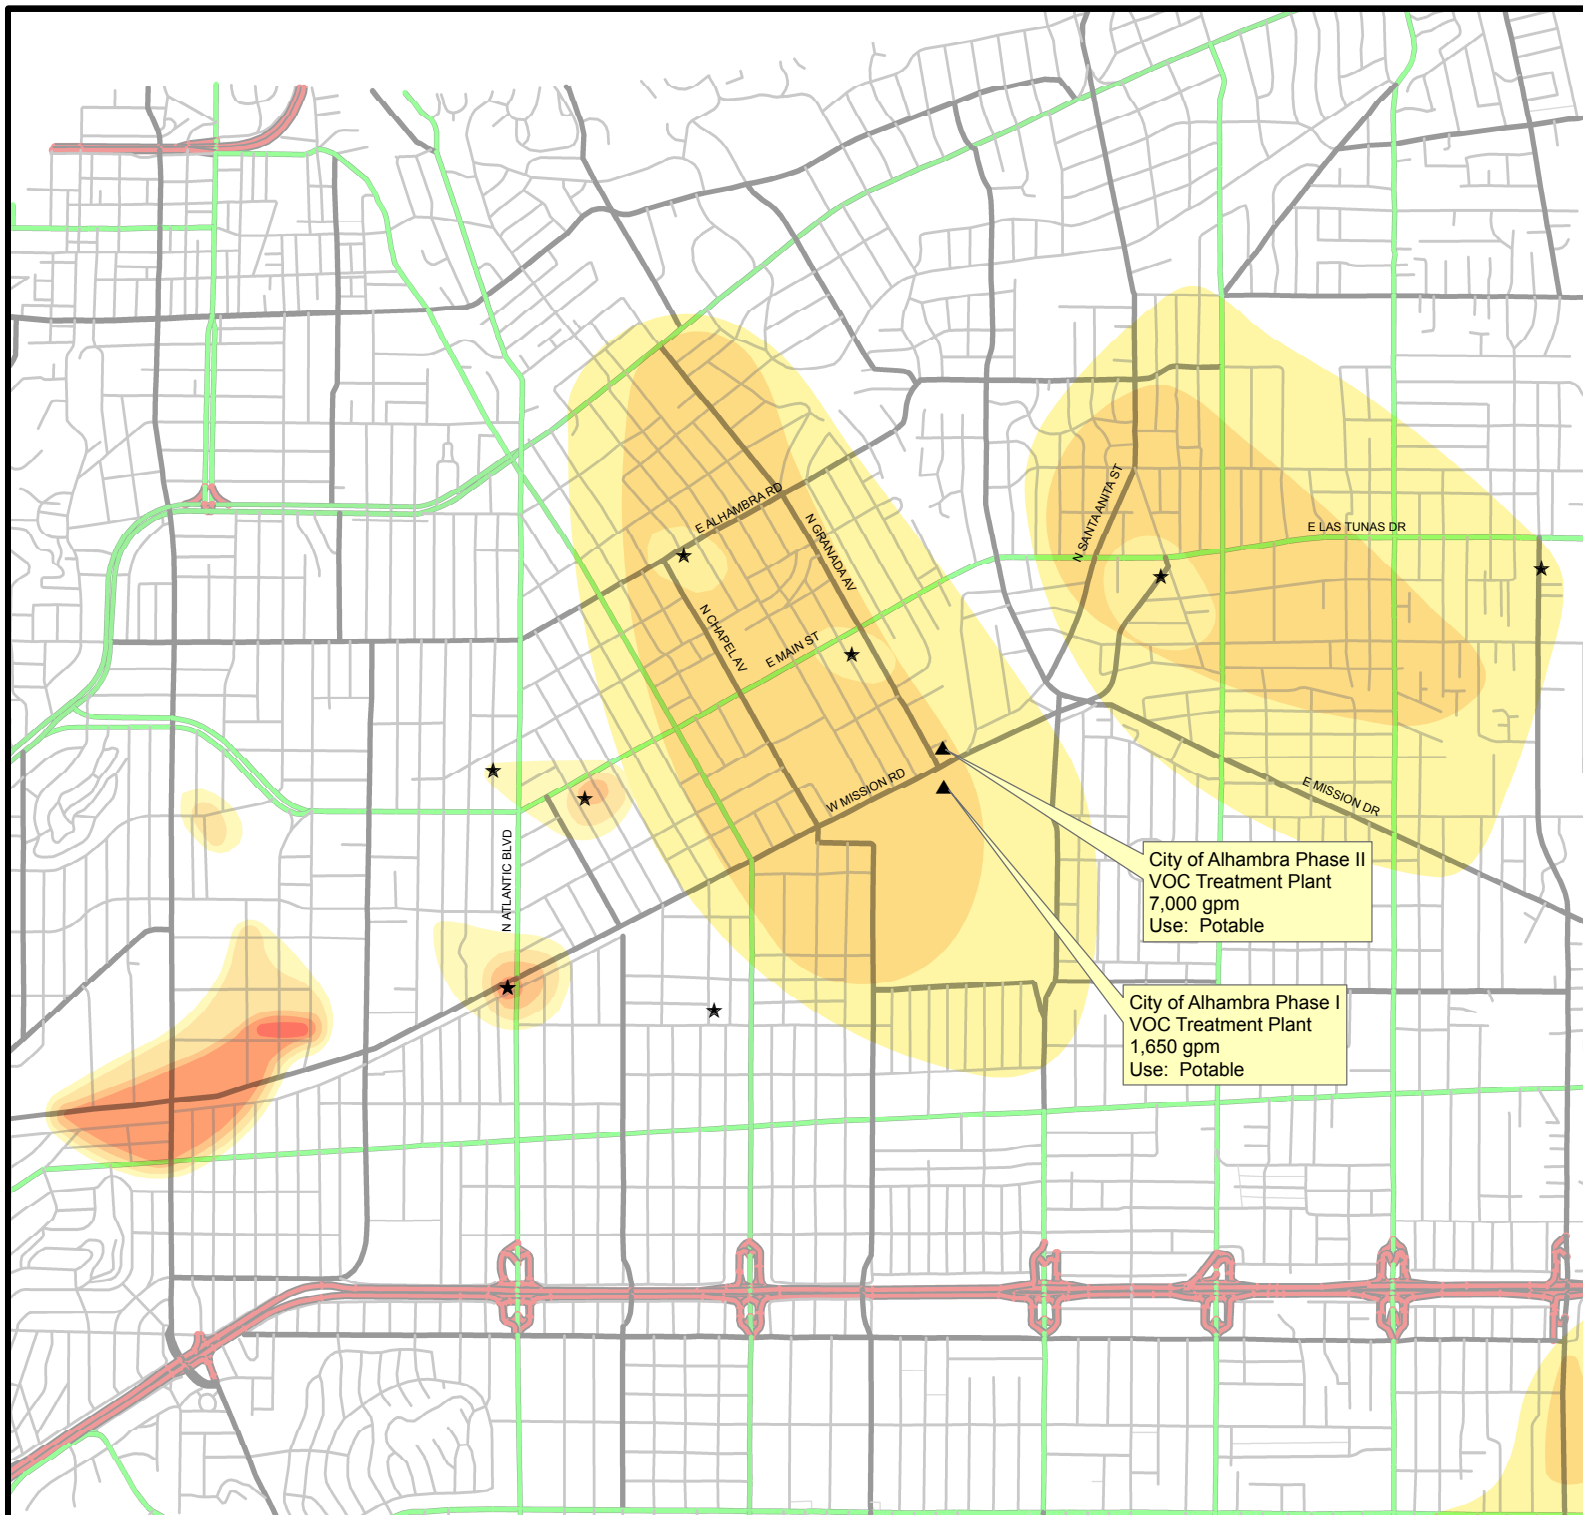 E ALHAMBRA RD
N GRANADA AV
N SANTA ANITA ST
E LAS TUNAS DR
N CHAPEL AV
E MAIN ST
W MISSION RD
E MISSION DR
N ATLANTIC BLVD
City of Alhambra Phase II
VOC Treatment Plant
7,000 gpm
Use:  Potable
City of Alhambra Phase I
VOC Treatment Plant
1,650 gpm
Use:  Potable